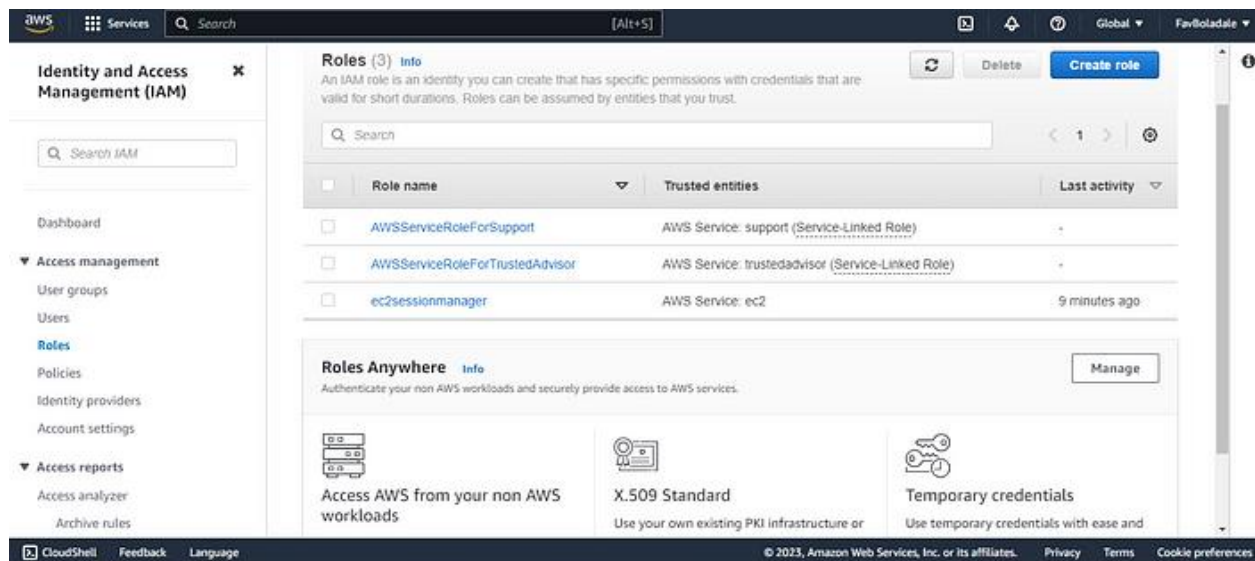 aws Services Search [Alt+S] Global FavBoladale
Identity and Access
Management (IAM)
Search IAM
Dashboard
Access management
User groups
Users
Roles
Policies
Identity providers
Account settings
Access reports
Access analyzer
Archive rules
Roles (3) Info
An IAM role is an identity you can create that has specific permissions with credentials that are
valid for short durations. Roles can be assumed by entities that you trust.
Delete
Create role
Search
1
Role name Trusted entities Last activity
AWSServiceRoleForSupport AWS Service: support (Service-Linked Role) -
AWSServiceRoleForTrustedAdvisor AWS Service: trustedadvisor (Service-Linked Role) -
ec2sessionmanager AWS Service: ec2 9 minutes ago
Roles Anywhere Info
Authenticate your non AWS workloads and securely provide access to AWS services.
Manage
Access AWS from your non AWS
workloads
X.509 Standard
Use your own existing PKI infrastructure or
Temporary credentials
Use temporary credentials with ease and
CloudShell Feedback Language © 2023, Amazon Web Services, Inc. or its affiliates. Privacy Terms Cookie preferences